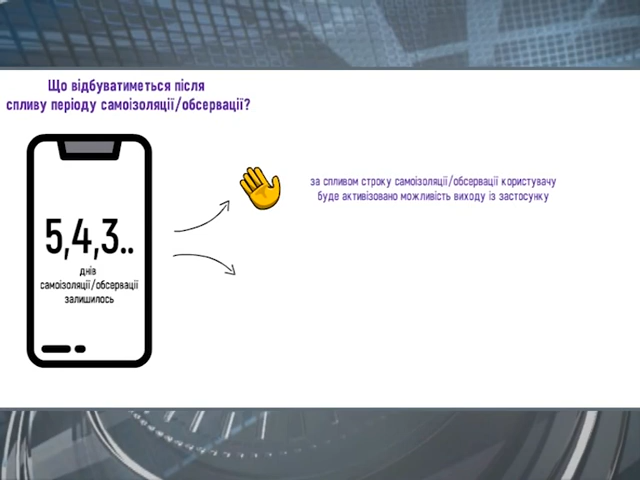 Що відбуватиметься після
спливу періоду самоізоляції/обсервації?
5,4,3..
днів
самоізоляції/обсервації
залишилось
за спливом строку самоізоляції/обсервації користувачу
буде активізовано можливість виходу із застосунку